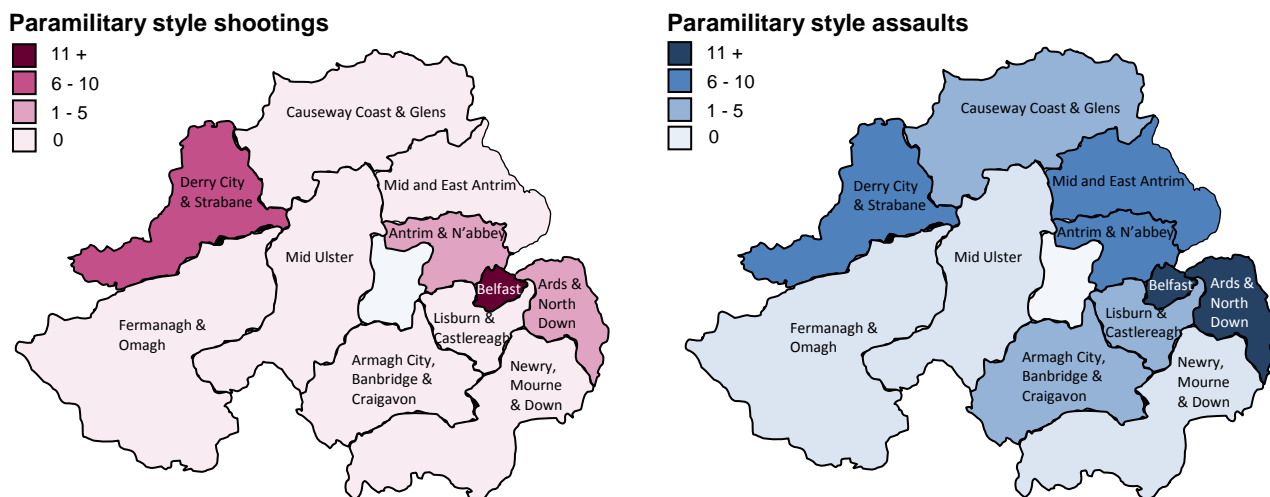 Paramilitary style shootings
11 +
6 - 10
1 - 5
0
Causeway Coast & Glens
Derry City
& Strabane
Mid and East Antrim
Antrim & N'abbey
Mid Ulster
Belfast
Ards &
North
Down
Fermanagh &
Omagh
Lisburn &
Castlereagh
Armagh City,
Banbridge &
Craigavon
Newry,
Mourne
& Down
Paramilitary style assaults
11 +
6 - 10
1 - 5
0
Causeway Coast & Glens
Derry City
& Strabane
Mid and East Antrim
Antrim & N'abbey
Mid Ulster
Belfast
Ards &
North
Down
Fermanagh &
Omagh
Lisburn &
Castlereagh
Armagh City,
Banbridge &
Craigavon
Newry,
Mourne
& Down